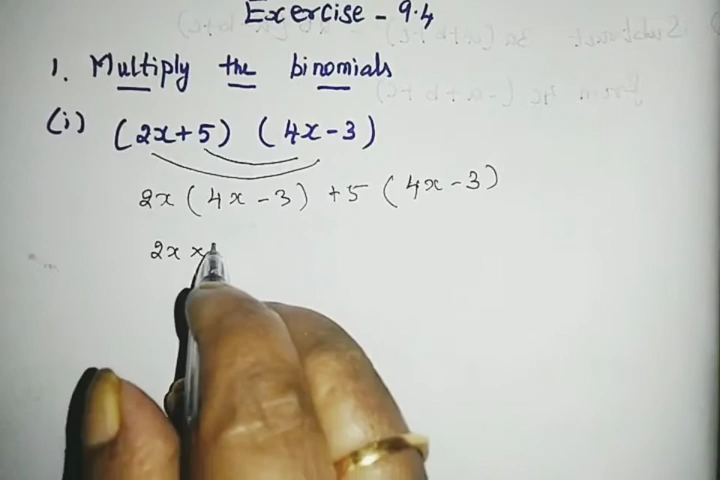 Exercise - 9.4
1. Multiply the binomials
(i) (2x+5) (4x-3)
2x (4x - 3) + 5 (4x - 3)
2x ×